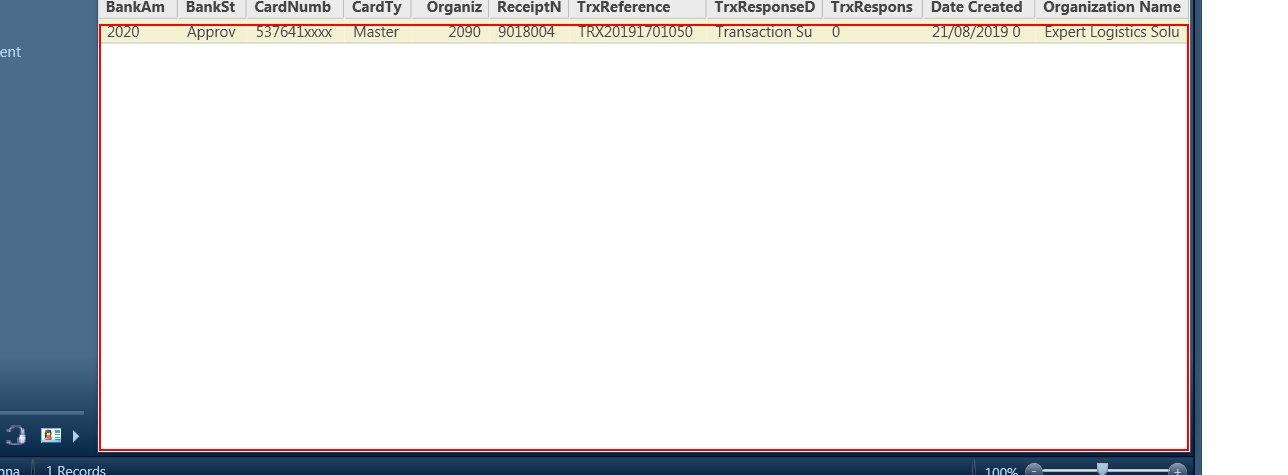 BankAm BankSt CardNumb CardTy Organiz ReceiptN TrxReference TrxResponseD TrxRespons Date Created Organization Name
2020 Approv 537641xxxx Master 2090 9018004 TRX20191701050 Transaction Su 0 21/08/2019 0 Expert Logistics Solu
ent
nna 1 Records 100%